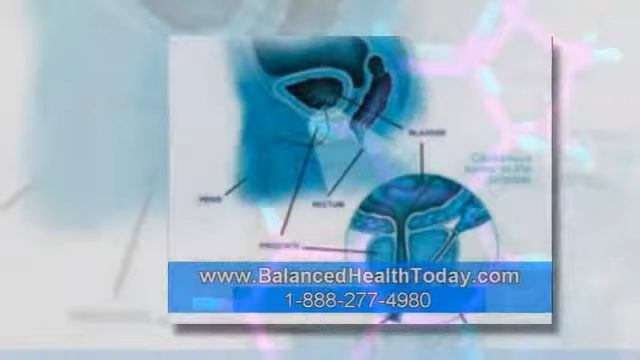 BLADDER
PENIS
RECTUM
PROSTATE
www.BalancedHealthToday.com
1-888-277-4980